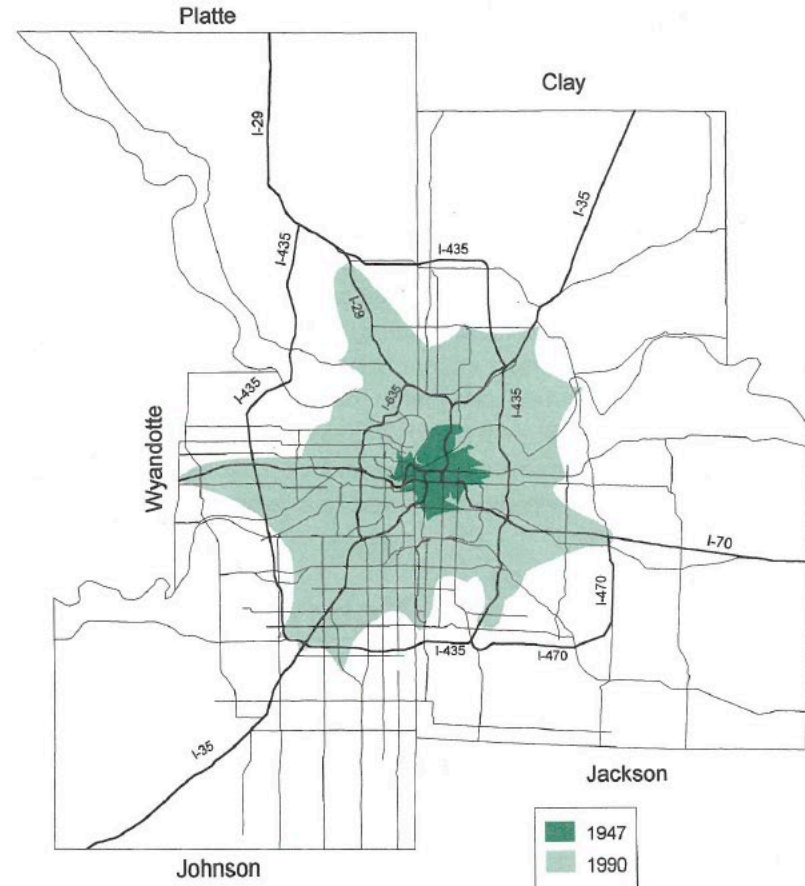 Platte
Clay
I-29
I-35
I-435
I-435
I-29
I-435
I-635
I-435
Wyandotte
I-70
I-470
I-435
I-470
I-35
Jackson
1947
1990
Johnson